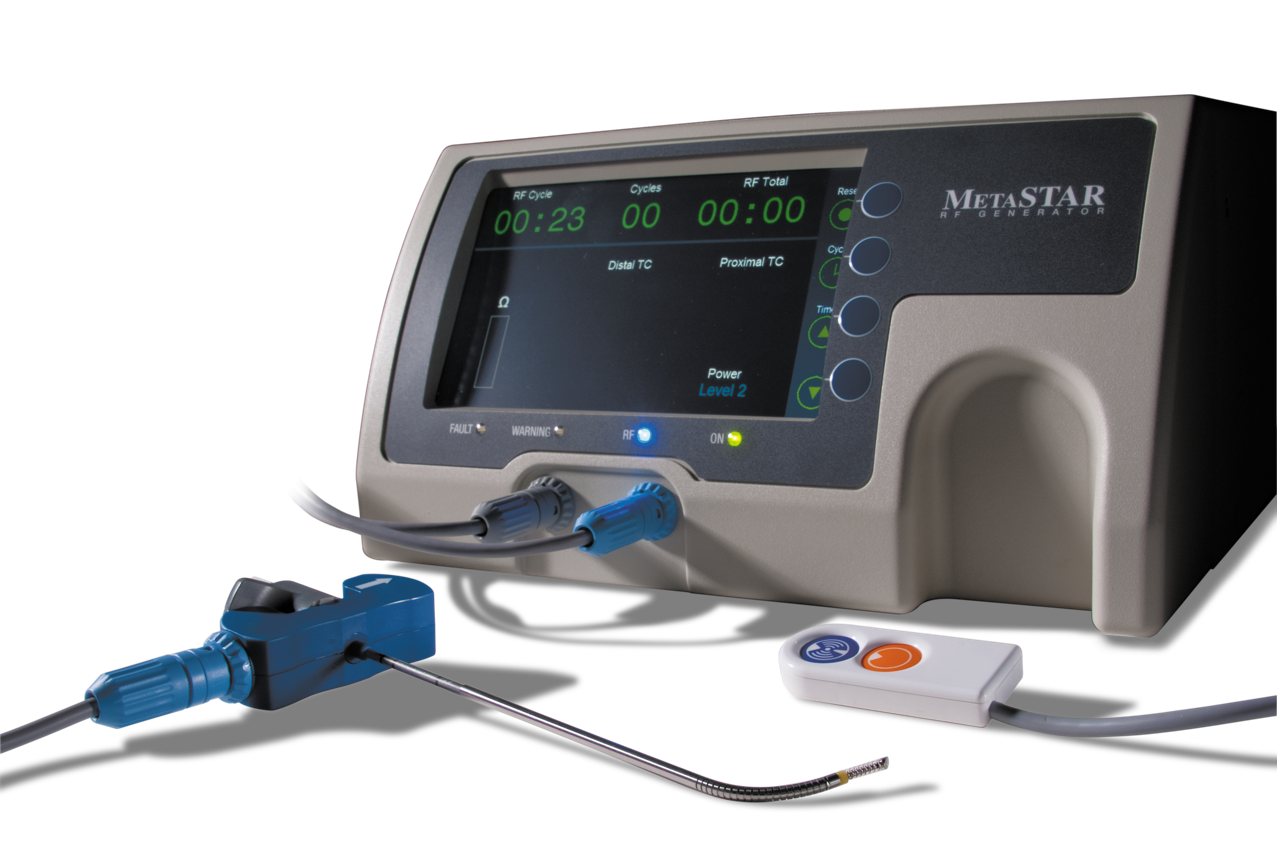 RF Cycle Cycles RF Total
00:23 00 00:00
Distal TC Proximal TC
Ω
Power
Level 2
FAULT WARNING RF ON
METASTAR
RF GENERATOR